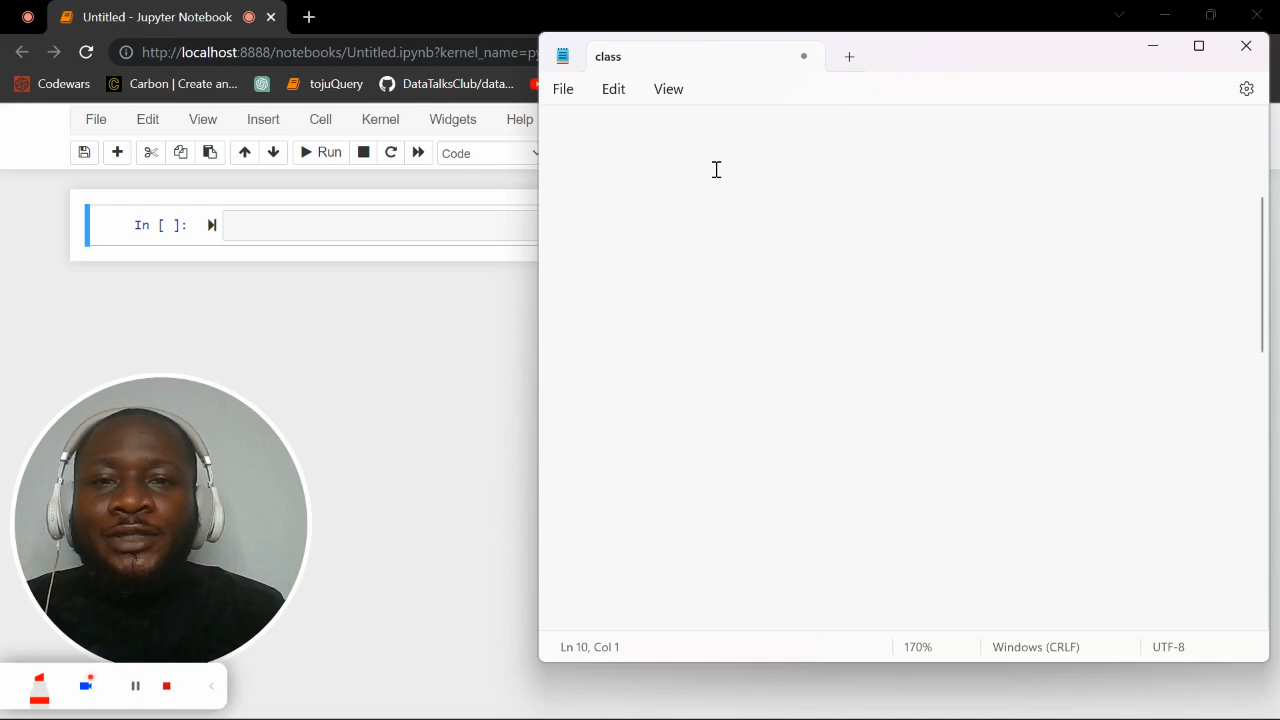 Untitled - Jupyter Notebook
http://localhost:8888/notebooks/Untitled.ipynb?kernel_name=py
Codewars
Carbon | Create an...
tojuQuery
DataTalksClub/data...
File Edit View Insert Cell Kernel Widgets Help
Run
Code
In [ ]:
class
File Edit View
Ln 10, Col 1
170%
Windows (CRLF)
UTF-8